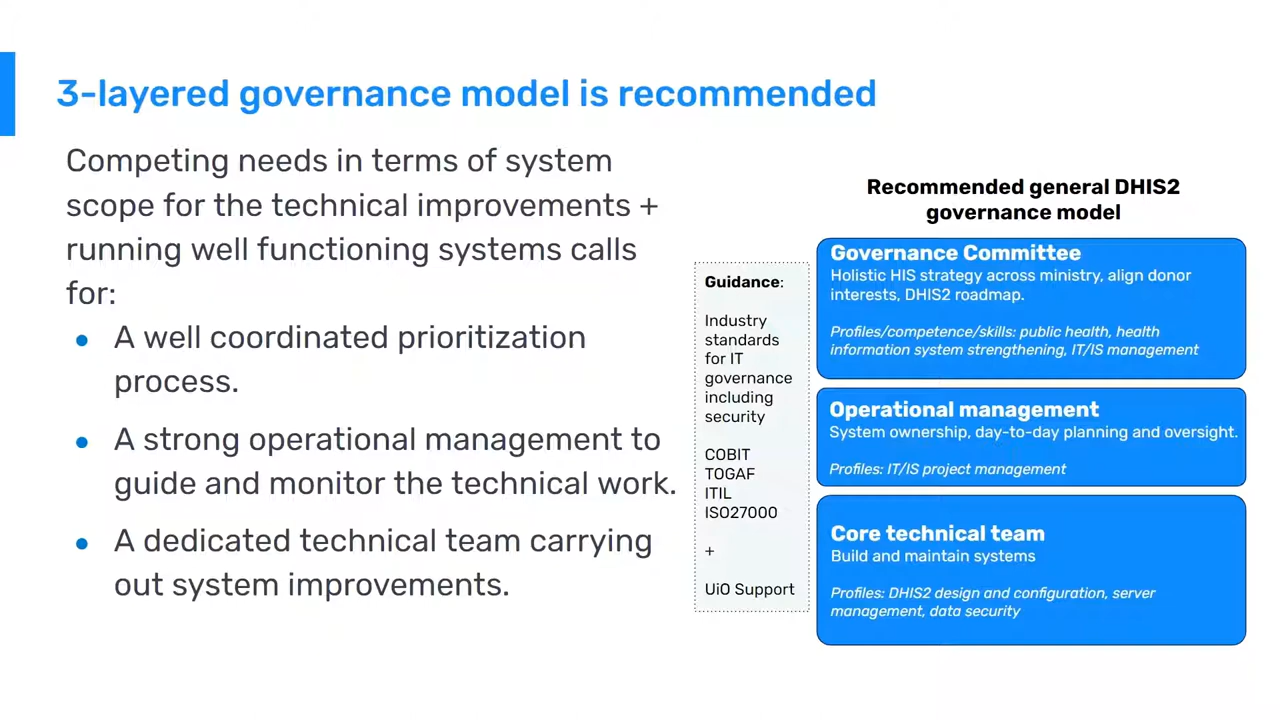 3-layered governance model is recommended
Competing needs in terms of system
scope for the technical improvements +
running well functioning systems calls
for:
● A well coordinated prioritization
process.
● A strong operational management to
guide and monitor the technical work.
● A dedicated technical team carrying
out system improvements.
Recommended general DHIS2
governance model
Guidance:
Industry
standards
for IT
governance
including
security
COBIT
TOGAF
ITIL
ISO27000
+
UiO Support
Governance Committee
Holistic HIS strategy across ministry, align donor
interests, DHIS2 roadmap.
Profiles/competence/skills: public health, health
information system strengthening, IT/IS management
Operational management
System ownership, day-to-day planning and oversight.
Profiles: IT/IS project management
Core technical team
Build and maintain systems
Profiles: DHIS2 design and configuration, server
management, data security